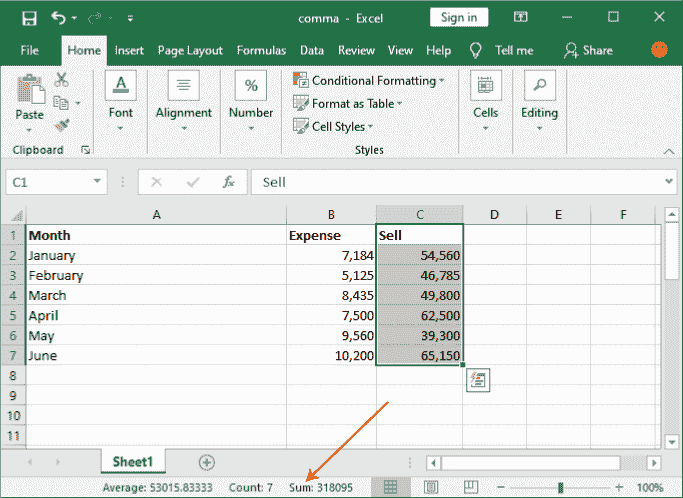 comma - Excel Sign in
File Home Insert Page Layout Formulas Data Review View Help Tell me Share
Paste
Clipboard
A
Font
Alignment
%
Number
Conditional Formatting
Format as Table
Cell Styles
Styles
Cells
Editing
C1 fx Sell
A B C D E F
1 Month Expense Sell
2 January 7,184 54,560
3 February 5,125 46,785
4 March 8,435 49,800
5 April 7,500 62,500
6 May 9,560 39,300
7 June 10,200 65,150
8
9
10
11
Sheet1
Average: 53015.83333 Count: 7 Sum: 318095 100%